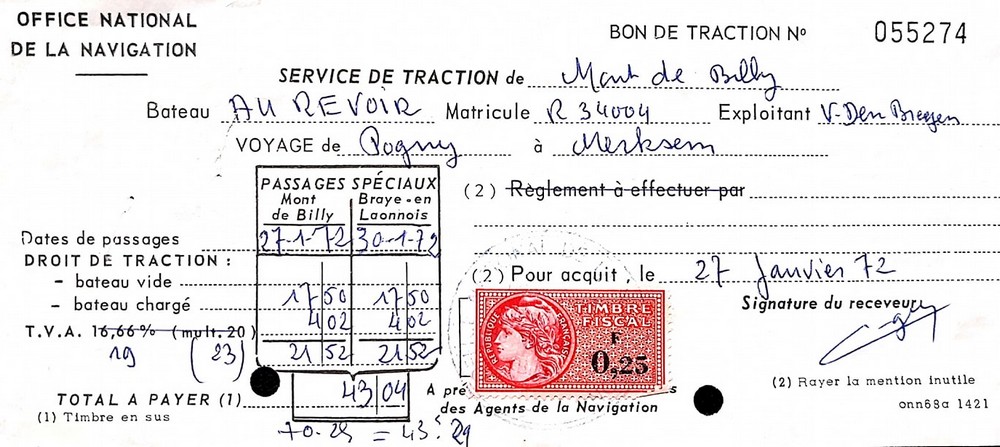 OFFICE NATIONAL
DE LA NAVIGATION
BON DE TRACTION N° 055274
SERVICE DE TRACTION de Mont de Billy
Bateau AU REVOIR Matricule R 34004 Exploitant V. Den Breegen
VOYAGE de Pogny à Merksem
PASSAGES SPÉCIAUX
Mont de Billy
Braye-en Laonnois
(2) Règlement à effectuer par
Dates de passages 27-1-72 30-1-72
DROIT DE TRACTION :
- bateau vide
- bateau chargé 17 50 17 50
(2) Pour acquit, le 27 Janvier 72
Signature du receveur,
T.V.A. 16,66% (mult. 20) 4 02 4 02
19 (23) 21 52 21 52
RÉPUBLIQUE FRANÇAISE
TIMBRE
FISCAL
F
0,25
(2) Rayer la mention inutile
TOTAL A PAYER (1) 43 04
A pré s
des Agents de la Navigation
(1) Timbre en sus
onn68a 1421
+0.25 = 43.29